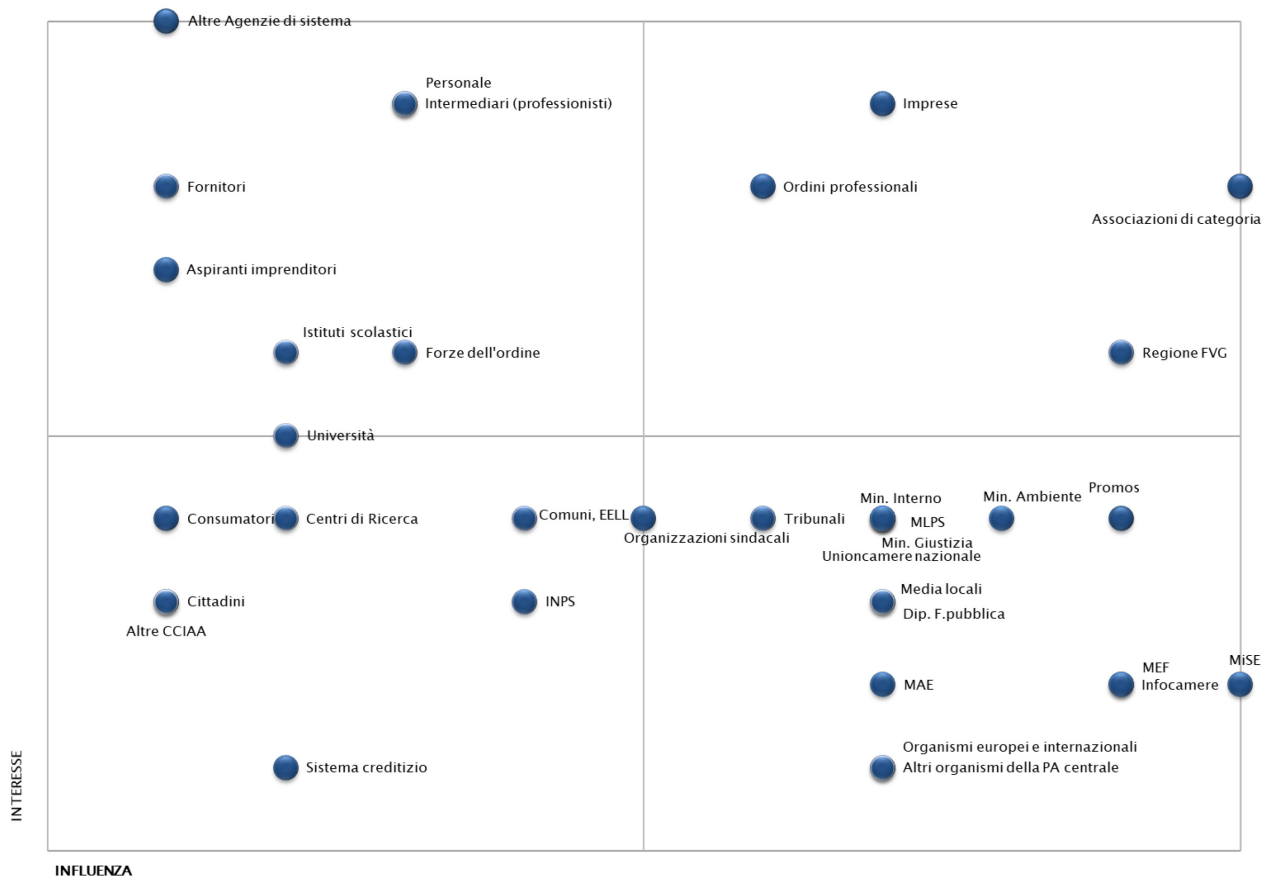 Altre Agenzie di sistema
Personale
Intermediari (professionisti)
Imprese
Fornitori
Ordini professionali
Associazioni di categoria
Aspiranti imprenditori
Istituti scolastici
Forze dell'ordine
Regione FVG
Università
Consumatori
Centri di Ricerca
Comuni, EELL
Organizzazioni sindacali
Tribunali
Min. Interno
MLPS
Min. Giustizia
Unioncamere nazionale
Min. Ambiente
Promos
Cittadini
Altre CCIAA
INPS
Media locali
Dip. F.pubblica
MAE
MEF
Infocamere
MiSE
Sistema creditizio
Organismi europei e internazionali
Altri organismi della PA centrale
INTERESSE
INFLUENZA